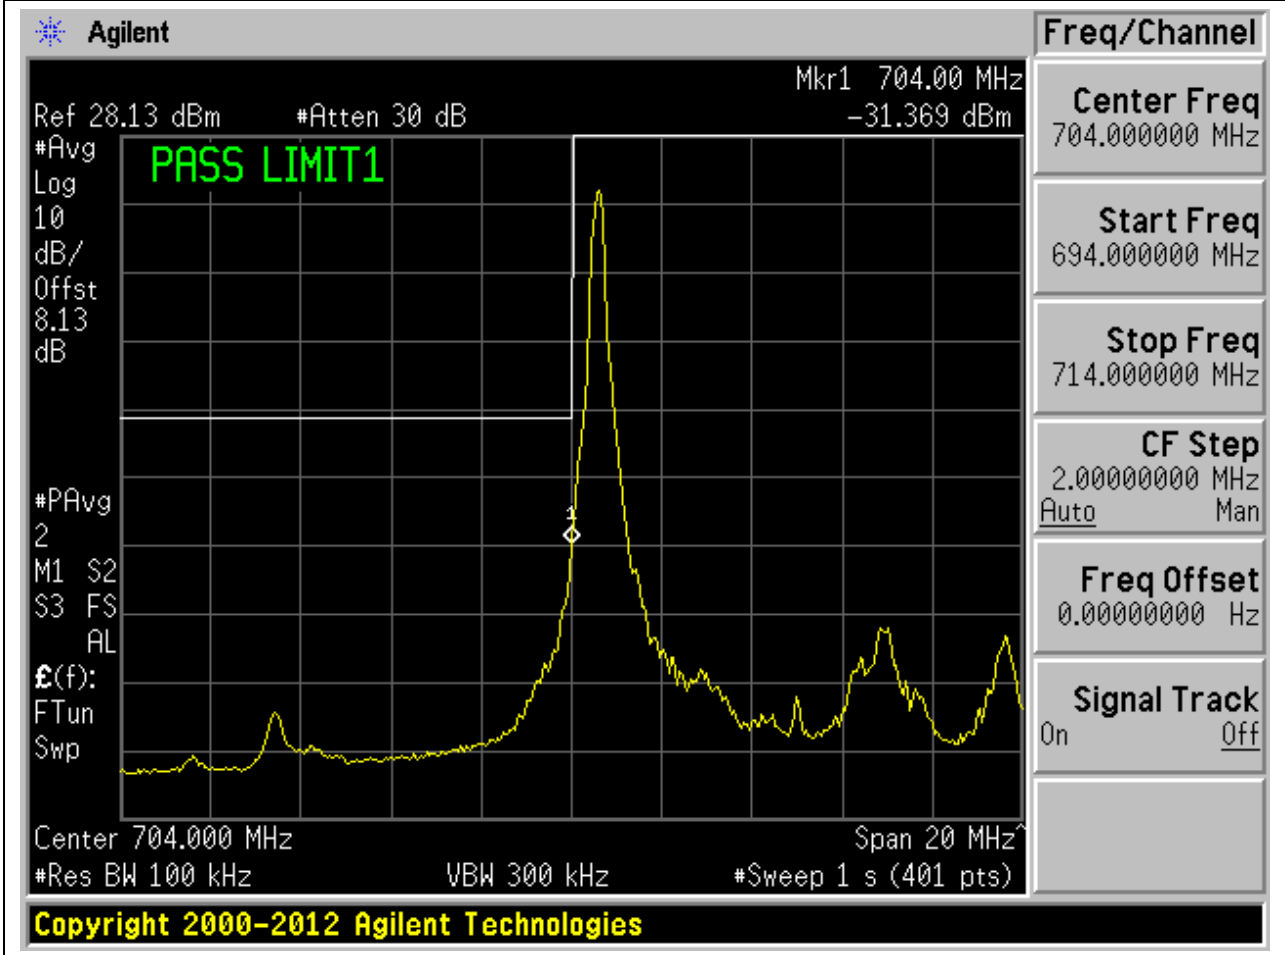 Agilent
Freq/Channel
Mkr1 704.00 MHz
Ref 28.13 dBm #Atten 30 dB -31.369 dBm
#Avg
Log
10
dB/
Offst
8.13
dB
PASS LIMIT1
#PAvg
2
M1 S2
S3 FS
AL
£(f):
FTun
Swp
1
Center 704.000 MHz Span 20 MHz^
#Res BW 100 kHz VBW 300 kHz #Sweep 1 s (401 pts)
Center Freq
704.000000 MHz
Start Freq
694.000000 MHz
Stop Freq
714.000000 MHz
CF Step
2.00000000 MHz
Auto Man
Freq Offset
0.00000000 Hz
Signal Track
On Off
Copyright 2000-2012 Agilent Technologies